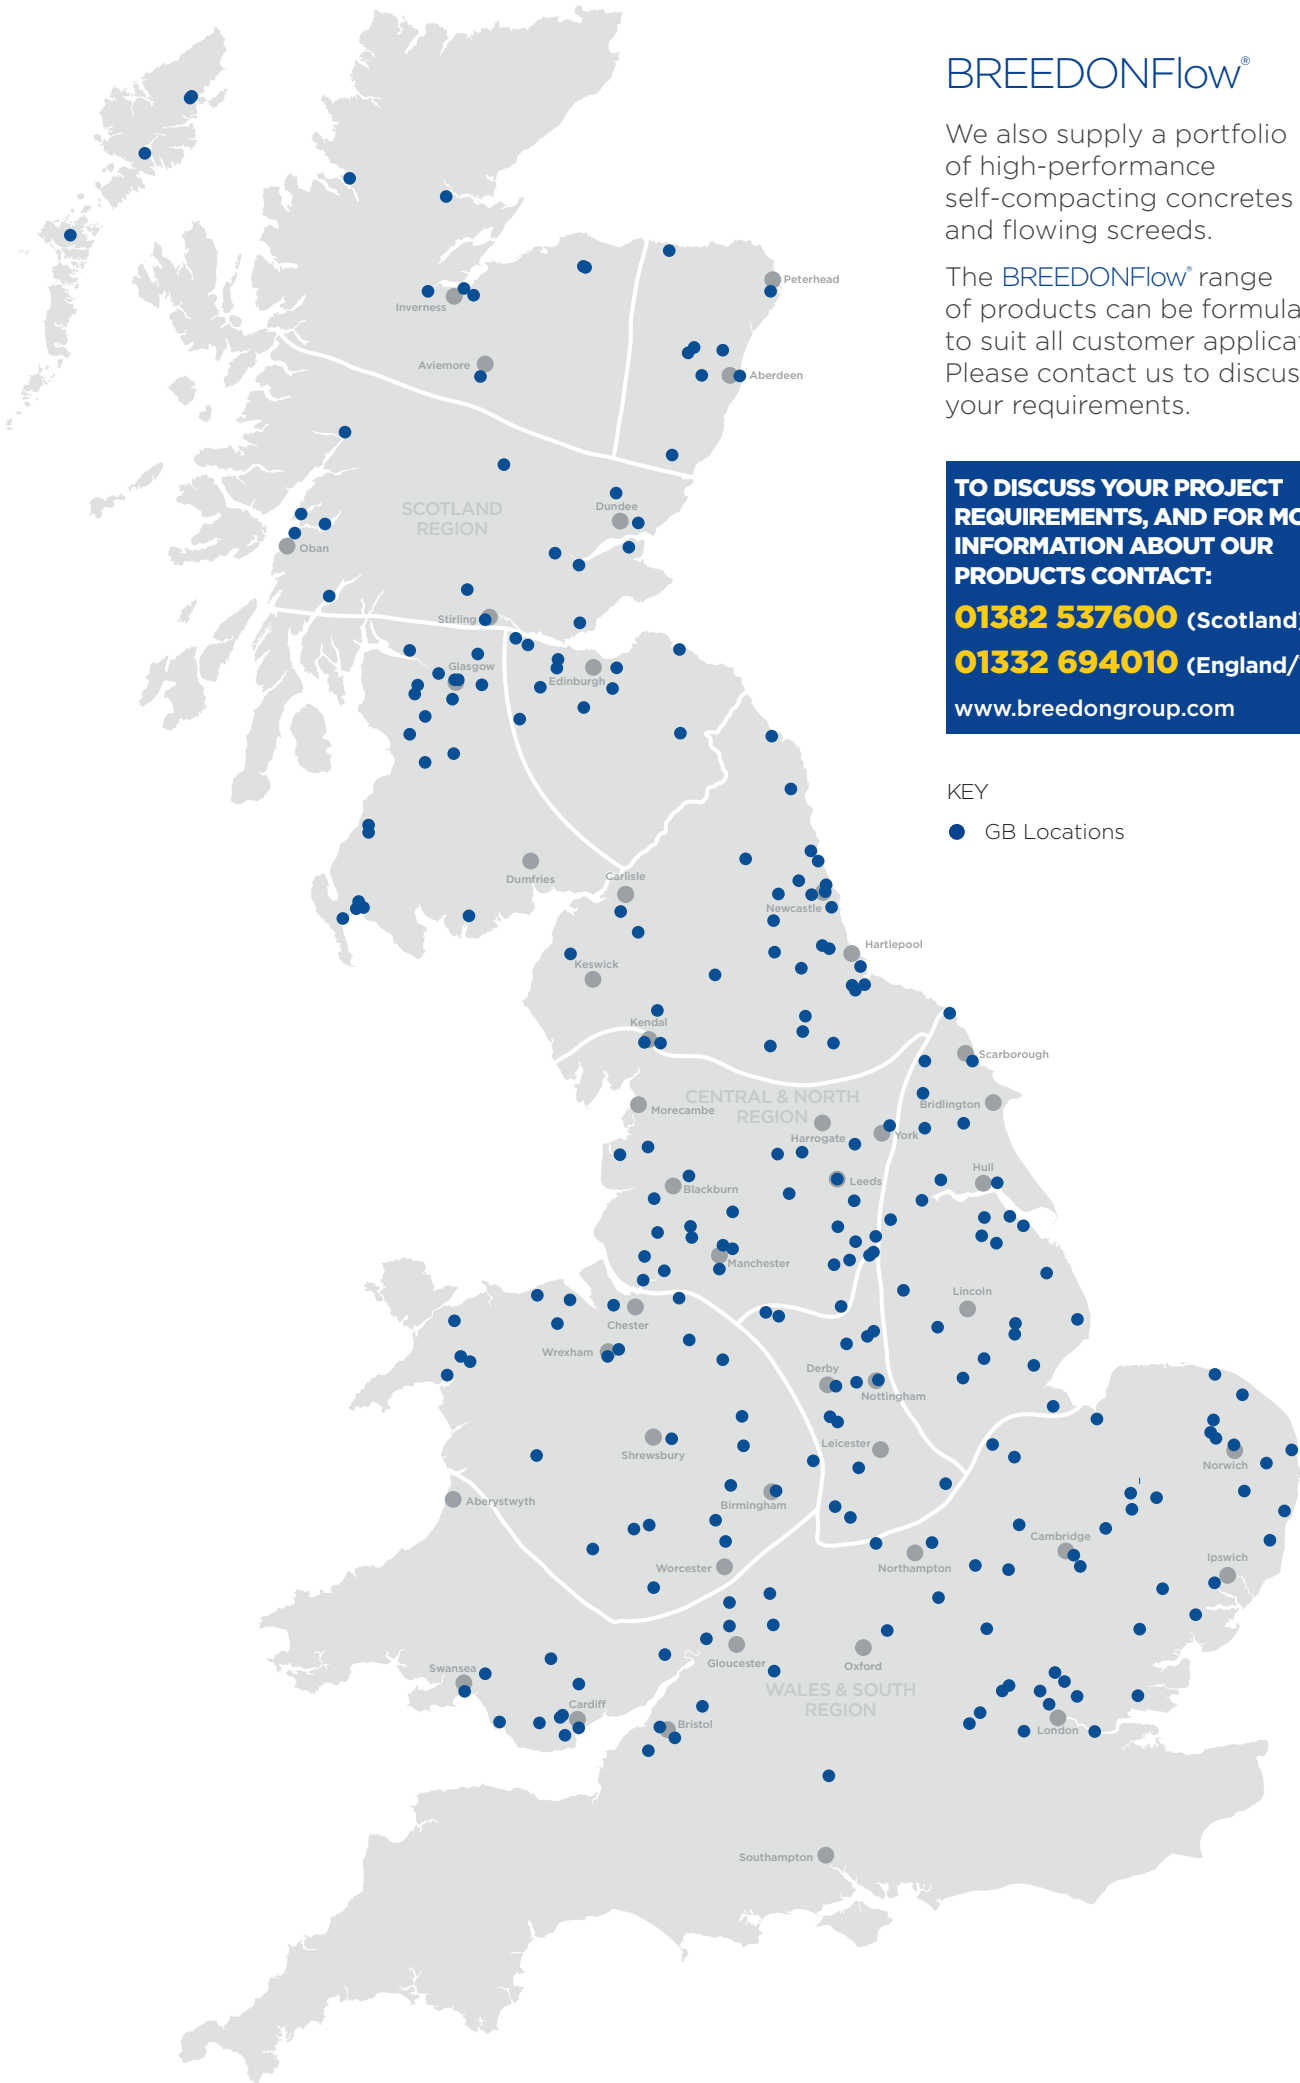 BREEDONFlow®
We also supply a portfolio
of high-performance
self-compacting concretes
and flowing screeds.
The BREEDONFlow® range
of products can be formula
to suit all customer applica
Please contact us to discus
your requirements.
TO DISCUSS YOUR PROJECT
REQUIREMENTS, AND FOR MO
INFORMATION ABOUT OUR
PRODUCTS CONTACT:
01382 537600 (Scotland)
01332 694010 (England/
www.breedongroup.com
KEY
GB Locations
Peterhead
Inverness
Aviemore
Aberdeen
SCOTLAND
REGION
Dundee
Oban
Stirling
Glasgow
Edinburgh
Dumfries
Carlisle
Newcastle
Hartlepool
Keswick
Kendal
Scarborough
CENTRAL & NORTH
REGION
Morecambe
Bridlington
Harrogate
York
Hull
Leeds
Blackburn
Manchester
Lincoln
Chester
Wrexham
Derby
Nottingham
Shrewsbury
Leicester
Norwich
Aberystwyth
Birmingham
Cambridge
Ipswich
Worcester
Northampton
Swansea
Gloucester
Oxford
WALES & SOUTH
REGION
Cardiff
Bristol
London
Southampton